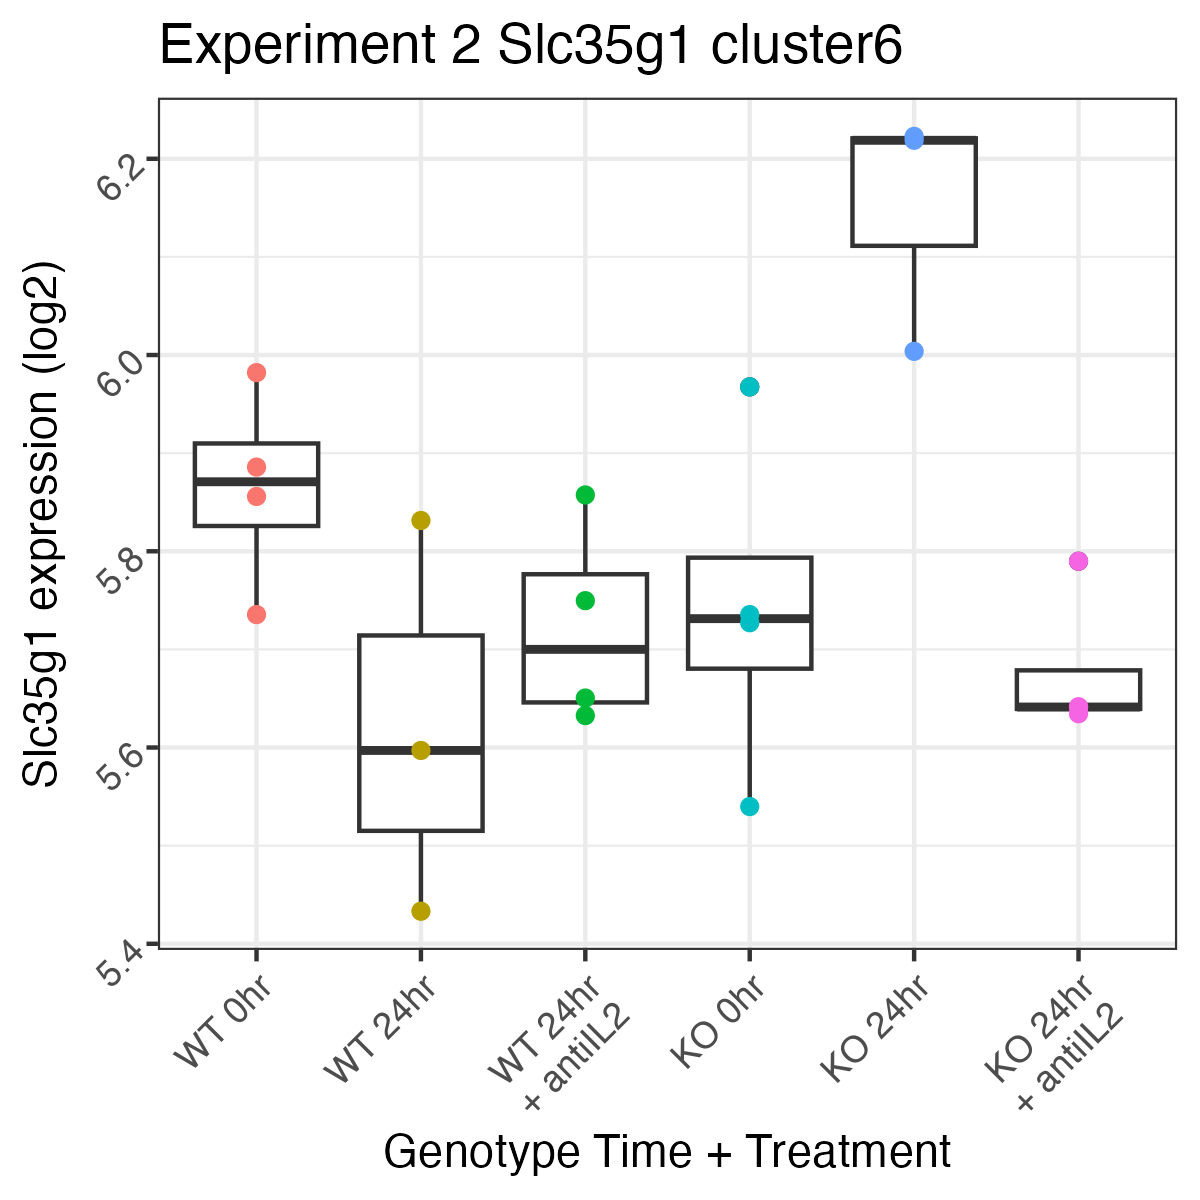 Experiment 2 Slc35g1 cluster6
Slc35g1 expression (log2)
6.2
6.0
5.8
5.6
5.4
WT 0hr
WT 24hr
WT 24hr
+ antiIL2
KO 0hr
KO 24hr
KO 24hr
+ antiIL2
Genotype Time + Treatment